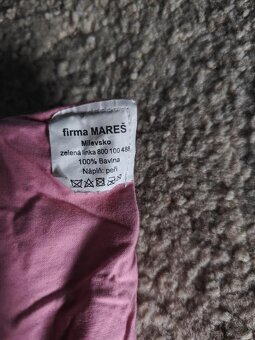 firma MAREŠ
Milevsko
zelená linka 800 100 488
100% Bavlna
Náplň: peří